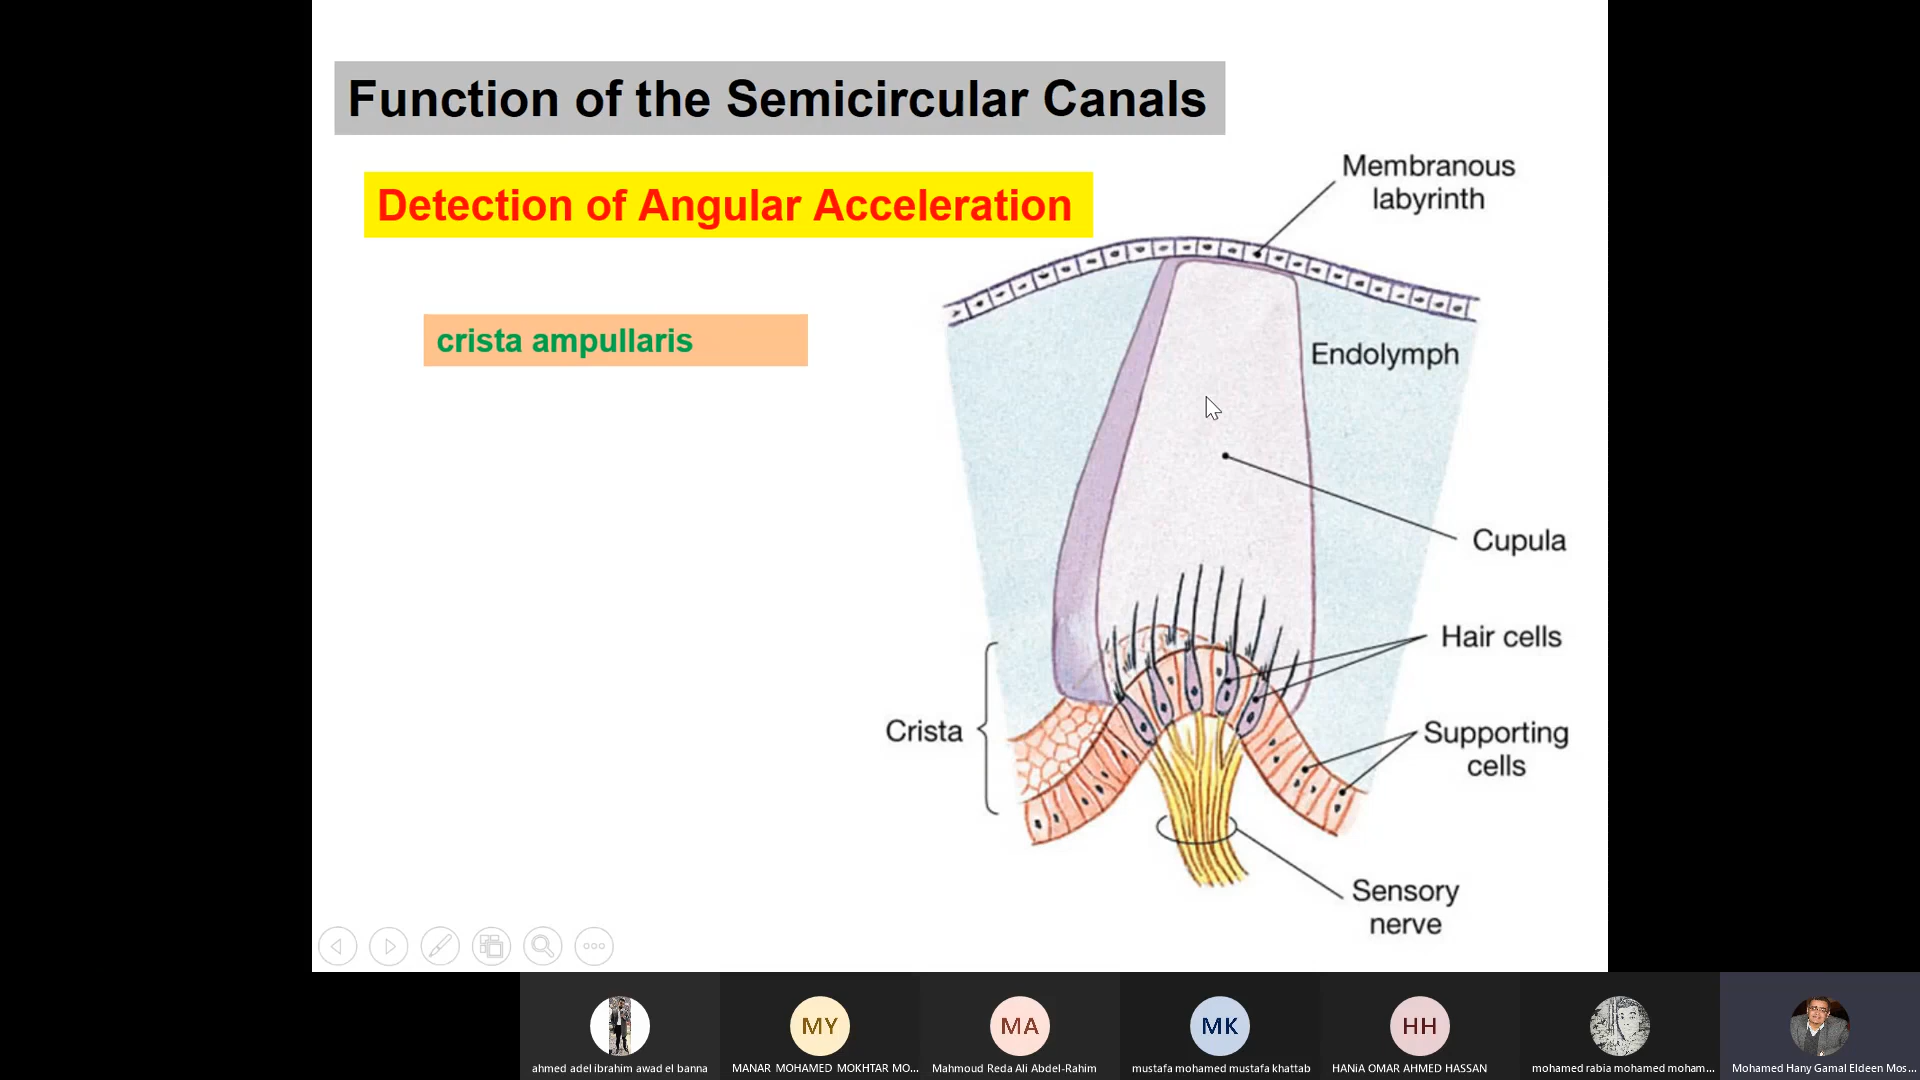 Function of the Semicircular Canals
Detection of Angular Acceleration
crista ampullaris
Membranous
labyrinth
Endolymph
Cupula
Hair cells
Crista
Supporting
cells
Sensory
nerve
MY
MA
MK
HH
ahmed adel ibrahim awad el banna
MANAR MOHAMED MOKHTAR MO...
Mahmoud Reda Ali Abdel-Rahim
mustafa mohamed mustafa khattab
HANiA OMAR AHMED HASSAN
mohamed rabia mohamed moham...
Mohamed Hany Gamal Eldeen Mos...